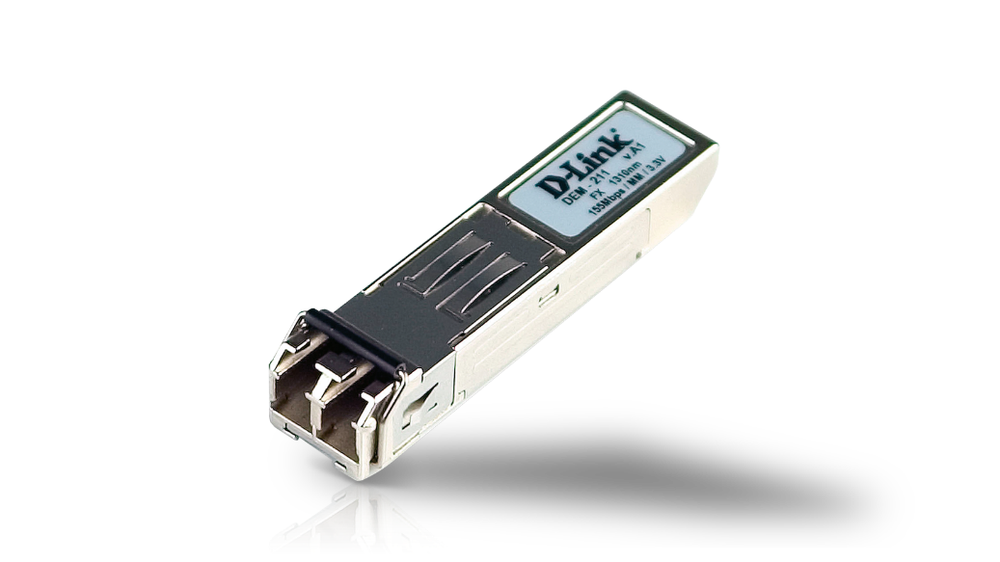 D-Link®
DEM - 211 v.A1
FX 1310nm
155Mbps / MM / 3.3V